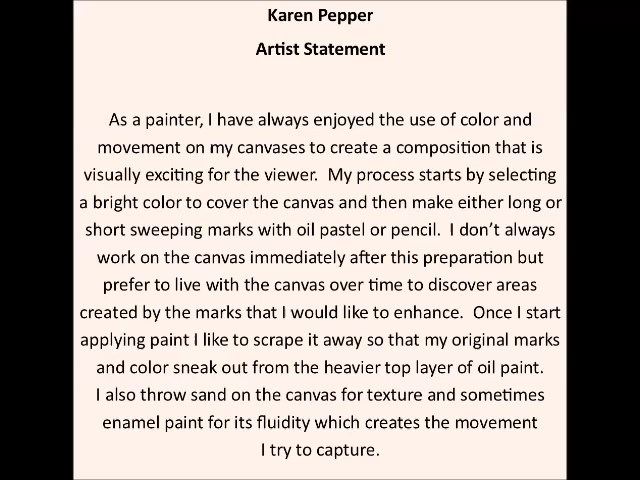 Karen Pepper
Artist Statement
As a painter, I have always enjoyed the use of color and
movement on my canvases to create a composition that is
visually exciting for the viewer.  My process starts by selecting
a bright color to cover the canvas and then make either long or
short sweeping marks with oil pastel or pencil.  I don’t always
work on the canvas immediately after this preparation but
prefer to live with the canvas over time to discover areas
created by the marks that I would like to enhance.  Once I start
applying paint I like to scrape it away so that my original marks
and color sneak out from the heavier top layer of oil paint.
I also throw sand on the canvas for texture and sometimes
enamel paint for its fluidity which creates the movement
I try to capture.